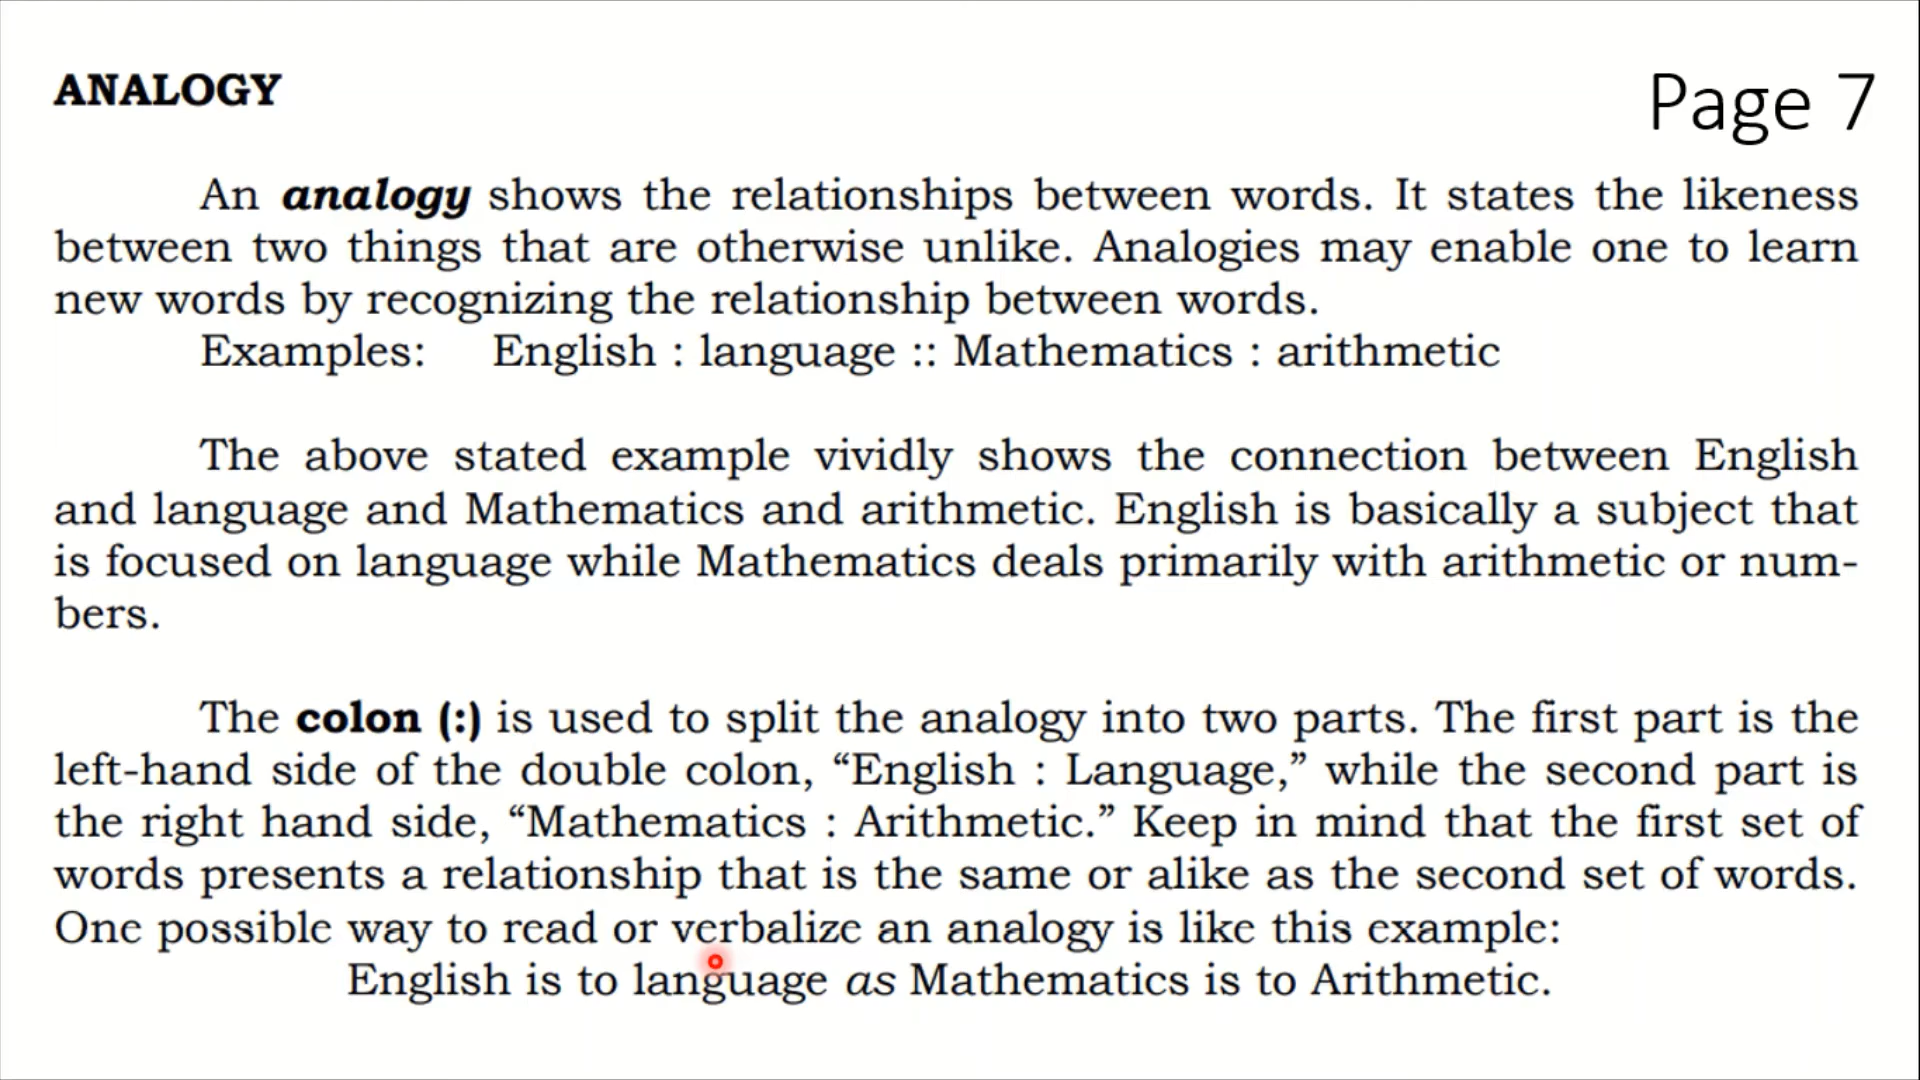 ANALOGY
Page 7
An analogy shows the relationships between words. It states the likeness
between two things that are otherwise unlike. Analogies may enable one to learn
new words by recognizing the relationship between words.
Examples: English : language :: Mathematics : arithmetic
The above stated example vividly shows the connection between English
and language and Mathematics and arithmetic. English is basically a subject that
is focused on language while Mathematics deals primarily with arithmetic or num-
bers.
The colon (:) is used to split the analogy into two parts. The first part is the
left-hand side of the double colon, “English : Language,” while the second part is
the right hand side, “Mathematics : Arithmetic.” Keep in mind that the first set of
words presents a relationship that is the same or alike as the second set of words.
One possible way to read or verbalize an analogy is like this example:
English is to language as Mathematics is to Arithmetic.